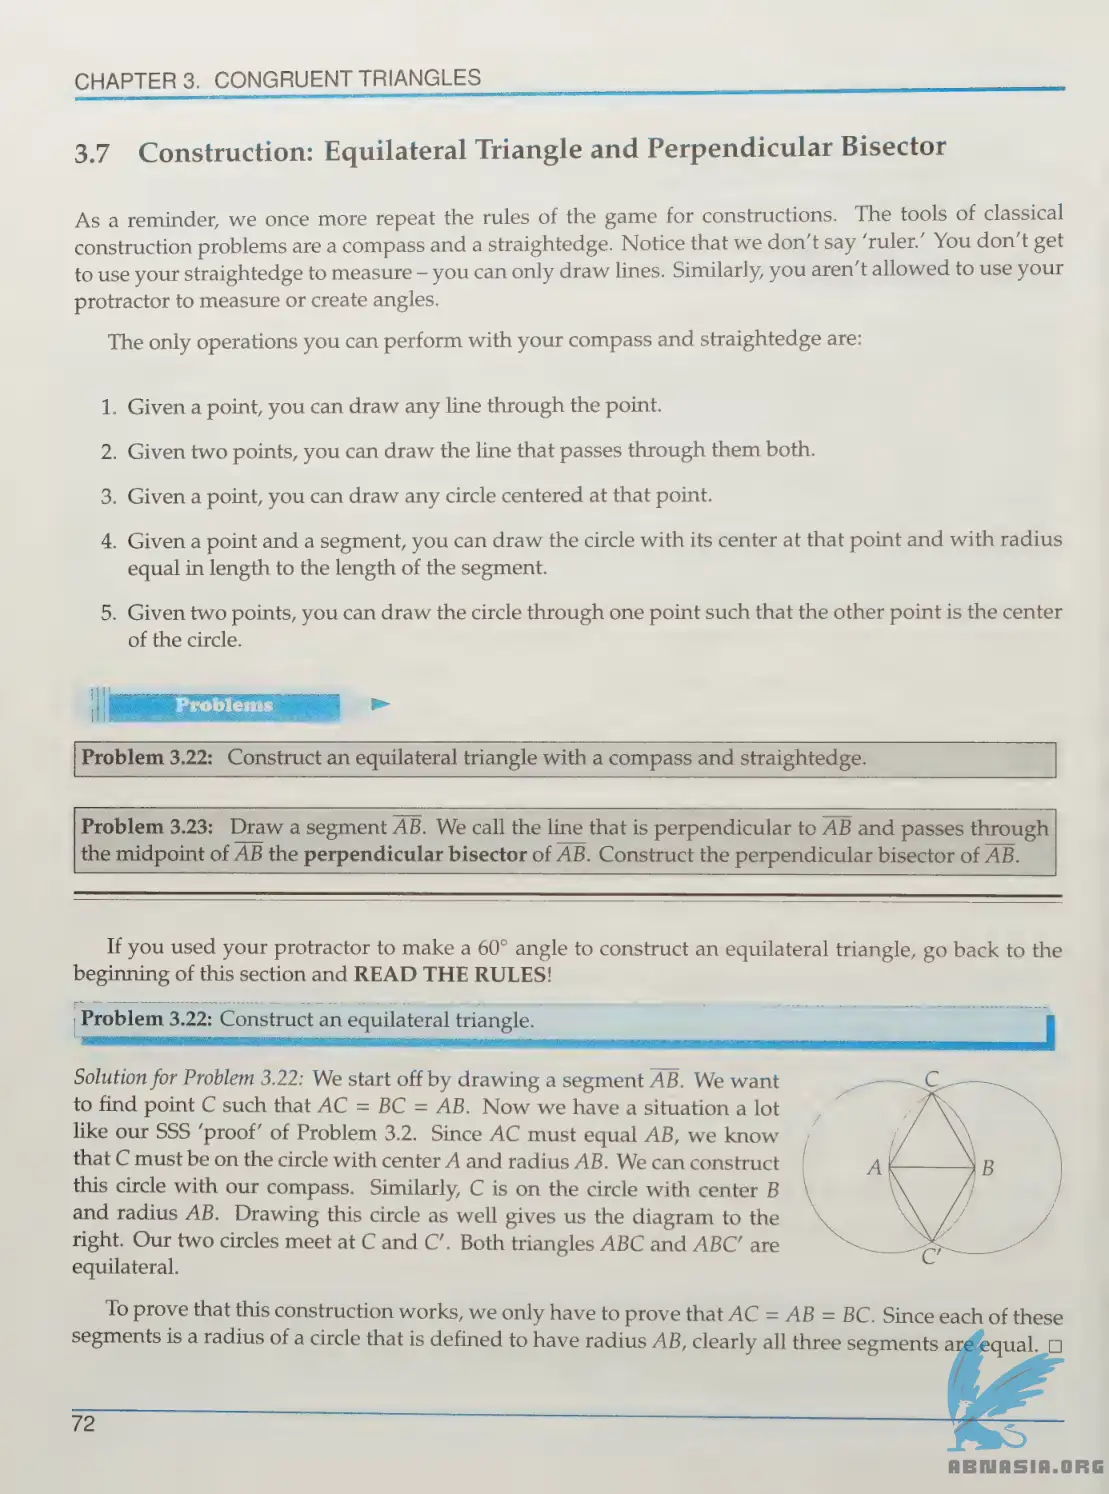 CHAPTER 3. CONGRUENT TRIANGLES
3.7 Construction: Equilateral Triangle and Perpendicular Bisector
As a reminder, we once more repeat the rules of the game for constructions. The tools of classical
construction problems are a compass and a straightedge. Notice that we don't say 'ruler.' You don't get
to use your straightedge to measure – you can only draw lines. Similarly, you aren't allowed to use your
protractor to measure or create angles.
The only operations you can perform with your compass and straightedge are:
1. Given a point, you can draw any line through the point.
2. Given two points, you can draw the line that passes through them both.
3. Given a point, you can draw any circle centered at that point.
4. Given a point and a segment, you can draw the circle with its center at that point and with radius
equal in length to the length of the segment.
5. Given two points, you can draw the circle through one point such that the other point is the center
of the circle.
Problems
Problem 3.22: Construct an equilateral triangle with a compass and straightedge.
Problem 3.23: Draw a segment A̅B̅. We call the line that is perpendicular to A̅B̅ and passes through
the midpoint of A̅B̅ the perpendicular bisector of A̅B̅. Construct the perpendicular bisector of A̅B̅.
If you used your protractor to make a 60° angle to construct an equilateral triangle, go back to the
beginning of this section and READ THE RULES!
Problem 3.22: Construct an equilateral triangle.
Solution for Problem 3.22: We start off by drawing a segment A̅B̅. We want
to find point C such that AC = BC = AB. Now we have a situation a lot
like our SSS 'proof' of Problem 3.2. Since AC must equal AB, we know
that C must be on the circle with center A and radius AB. We can construct
this circle with our compass. Similarly, C is on the circle with center B
and radius AB. Drawing this circle as well gives us the diagram to the
right. Our two circles meet at C and C'. Both triangles ABC and ABC' are
equilateral.
C
A B
C'
To prove that this construction works, we only have to prove that AC = AB = BC. Since each of these
segments is a radius of a circle that is defined to have radius AB, clearly all three segments are equal. □
72
ABNASIA.ORG